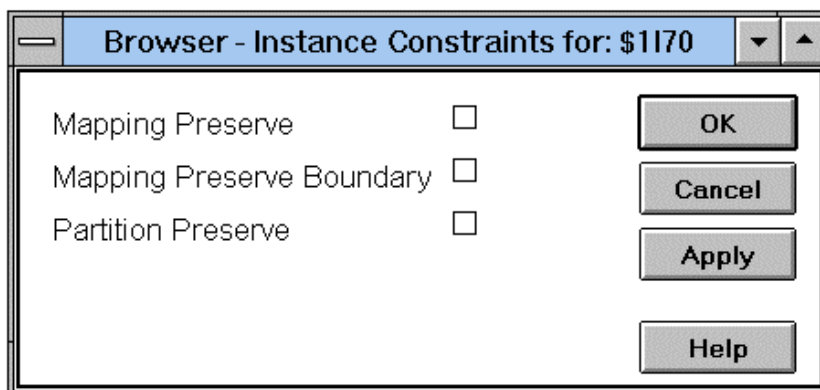 Browser - Instance Constraints for: $1I70
Mapping Preserve
Mapping Preserve Boundary
Partition Preserve
OK
Cancel
Apply
Help